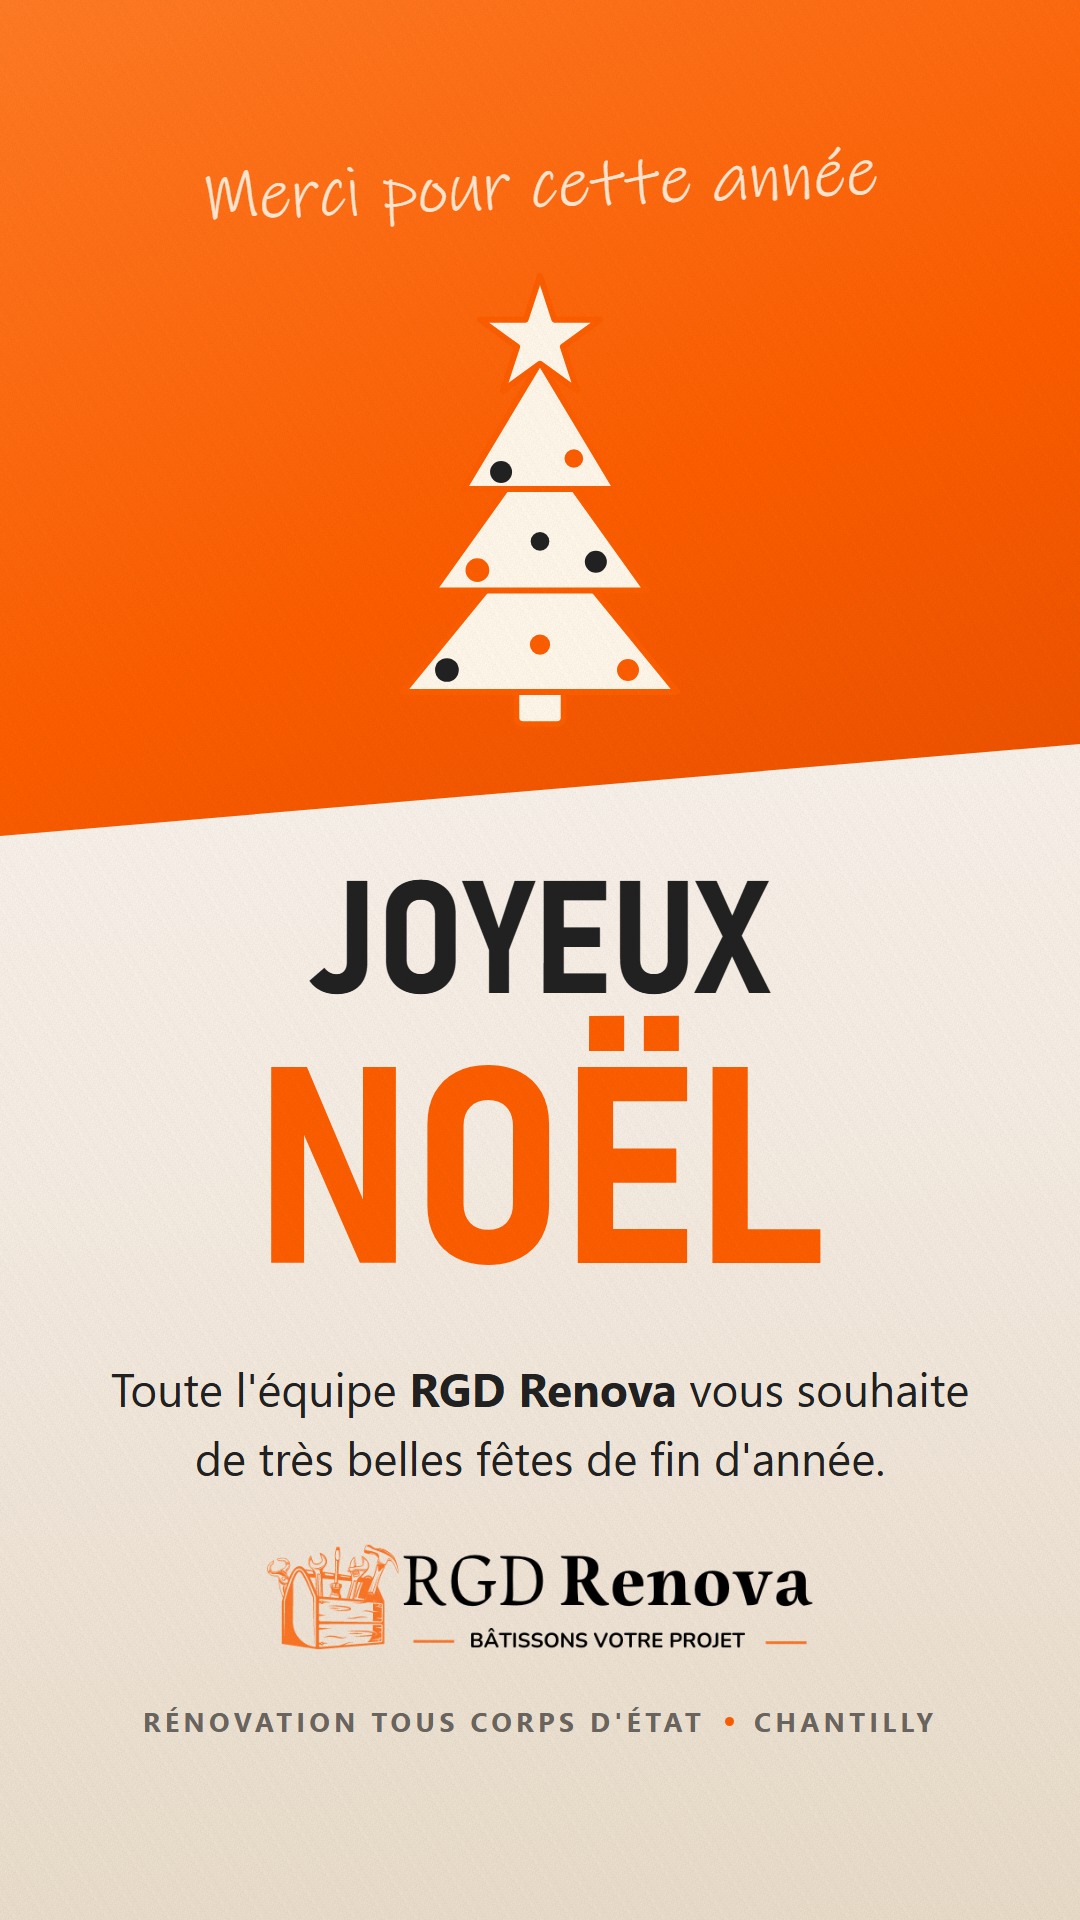 Merci pour cette année
JOYEUX
NOËL
Toute l'équipe RGD Renova vous souhaite
de très belles fêtes de fin d'année.
RGD Renova
BÂTISSONS VOTRE PROJET
RÉNOVATION TOUS CORPS D'ÉTAT • CHANTILLY